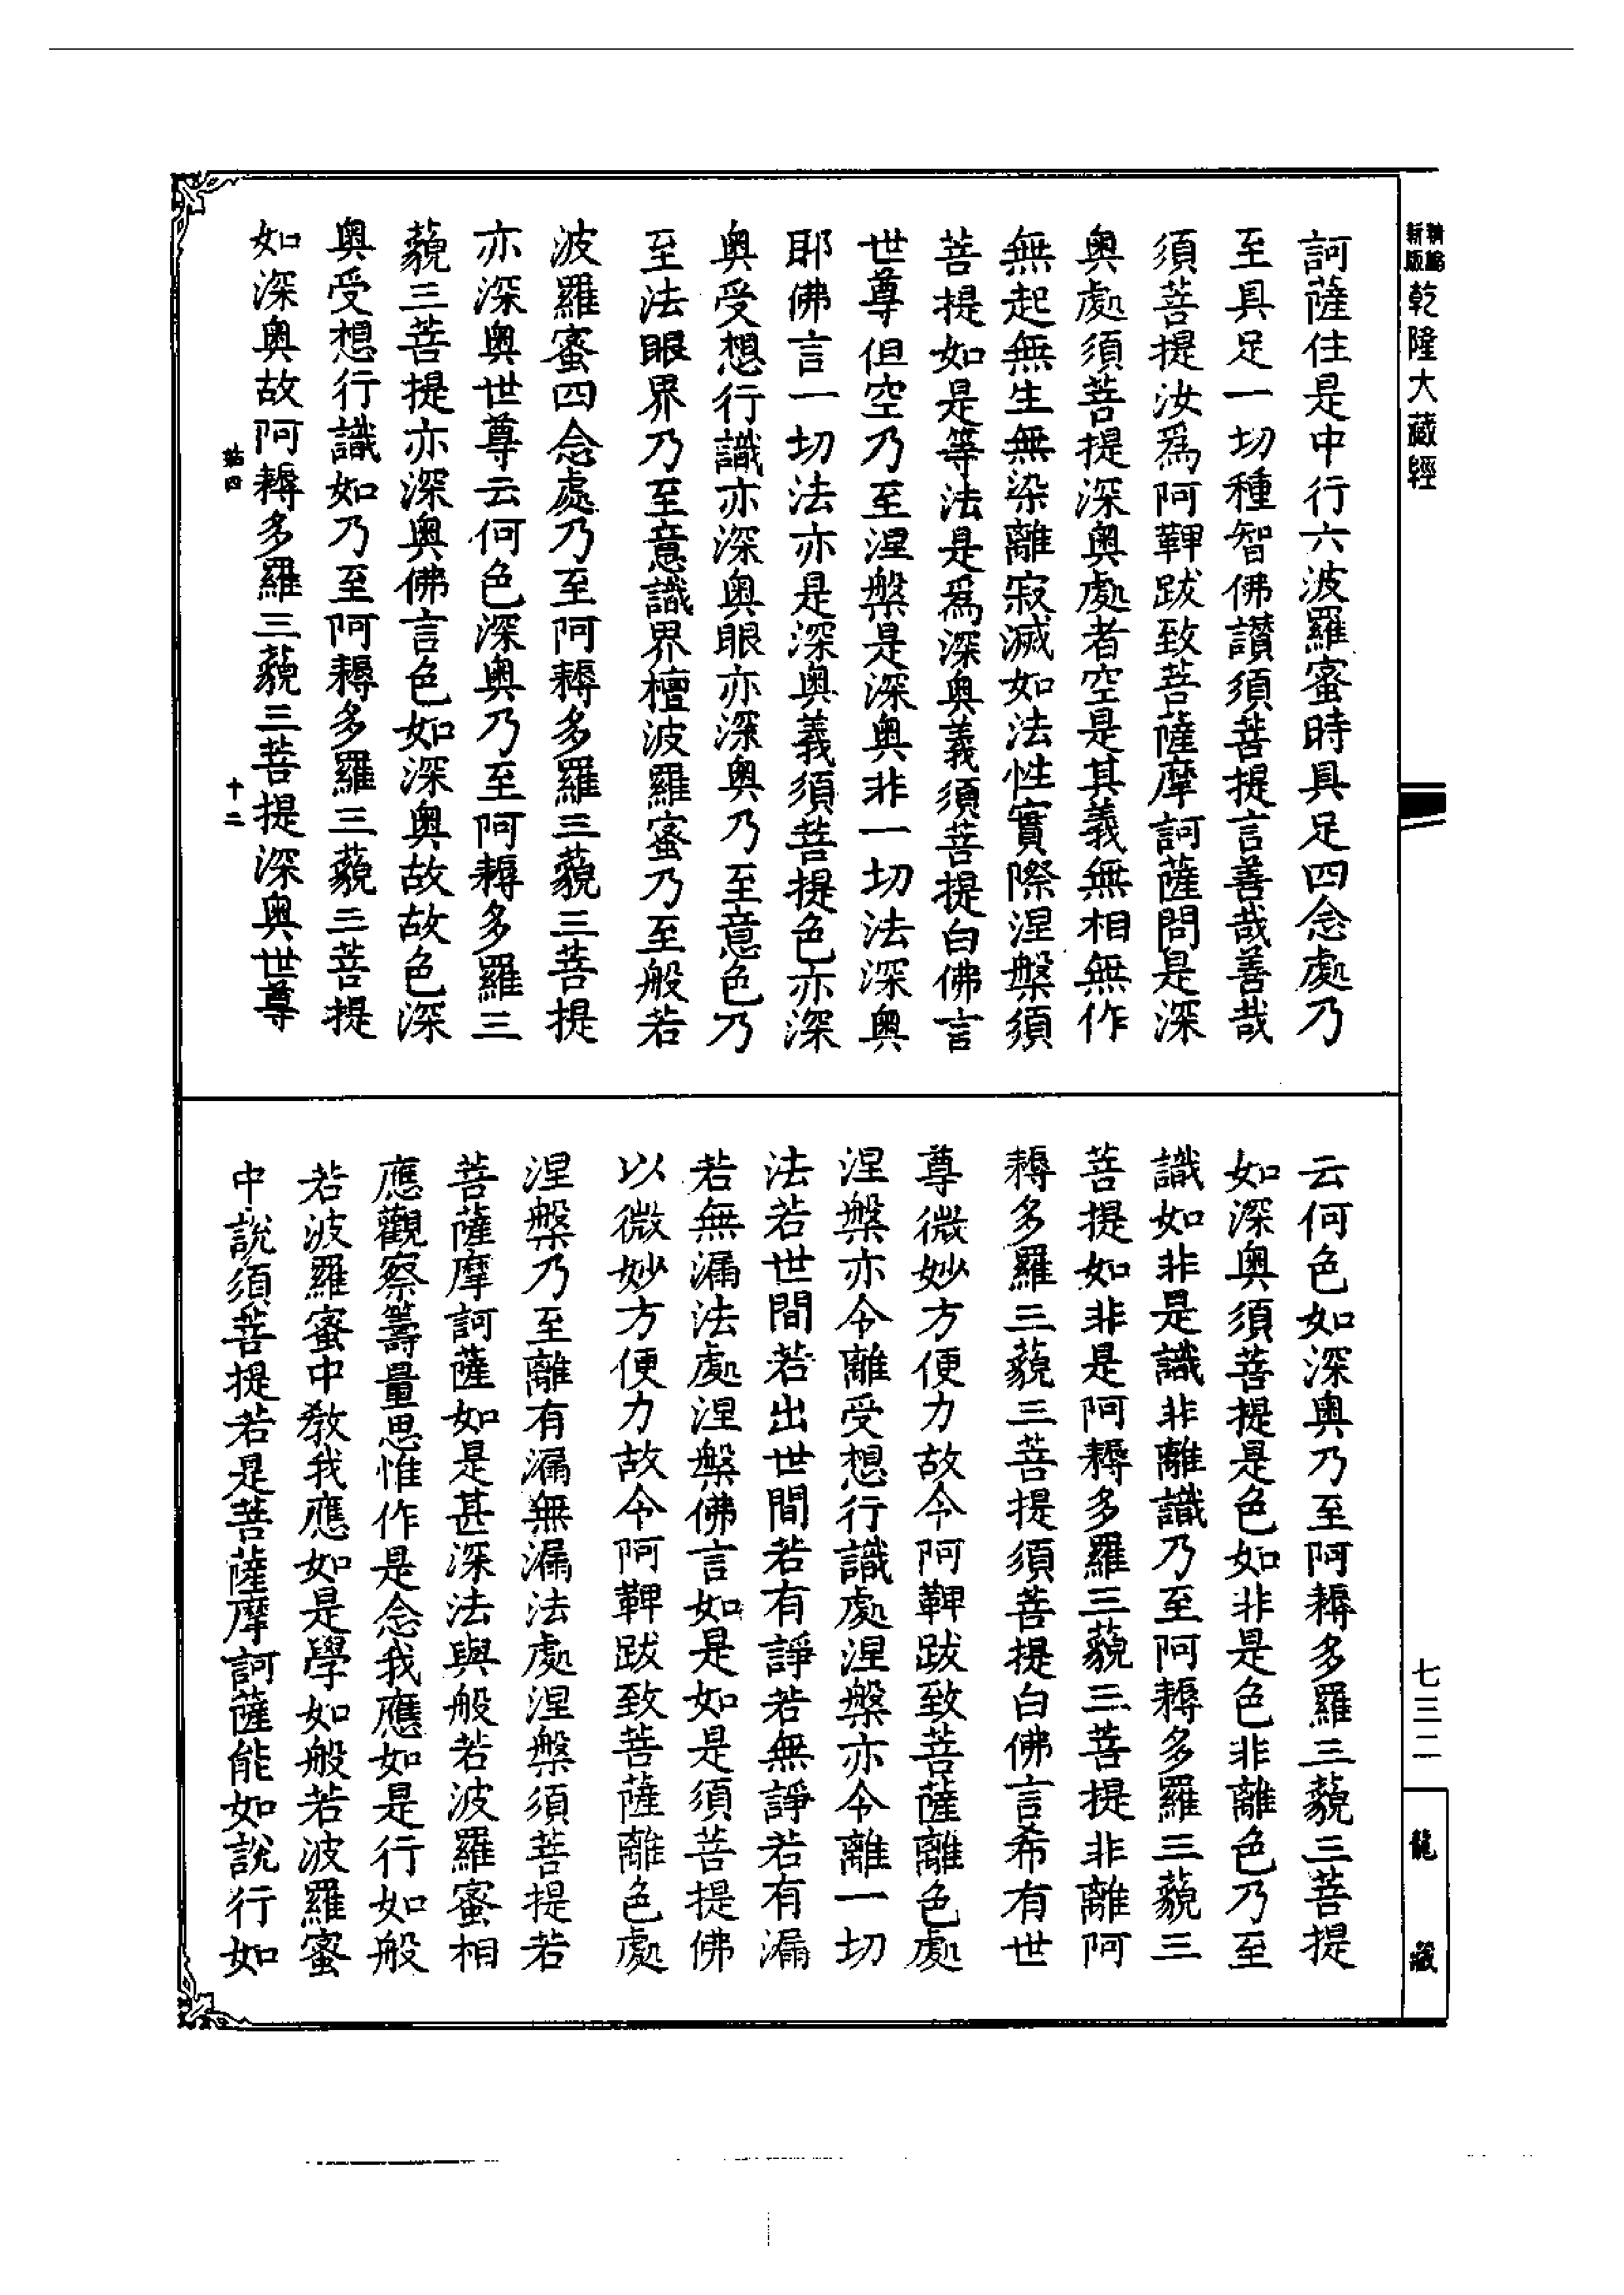 新編
新版
乾隆大藏經
訶薩住是中行六波羅蜜時具足四念處乃
至具足一切種智佛讚須菩提言善哉善哉
須菩提汝爲阿鞞跋致菩薩摩訶薩問是深
奧處須菩提深奧處者空是其義無相無作
無起無生無染離寂滅如法性實際涅槃須
菩提如是等法是爲深奧義須菩提白佛言
世尊但空乃至涅槃是深奧非一切法深奧
耶佛言一切法亦是深奧義須菩提色亦深
奧受想行識亦深奧眼亦深奧乃至意色乃
至法眼界乃至意識界檀波羅蜜乃至般若
波羅蜜四念處乃至阿耨多羅三藐三菩提
亦深奧世尊云何色深奧乃至阿耨多羅三
藐三菩提亦深奧佛言色如深奧故故色深
奧受想行識如乃至阿耨多羅三藐三菩提
如深奧故阿耨多羅三藐三菩提深奧世尊
十二
云何色如深奧乃至阿耨多羅三藐三菩提
如深奧須菩提是色如非是色非離色乃至
識如非是識非離識乃至阿耨多羅三藐三
菩提如非是阿耨多羅三藐三菩提非離阿
耨多羅三藐三菩提須菩提白佛言希有世
尊微妙方便力故令阿鞞跋致菩薩離色處
涅槃亦令離受想行識處涅槃亦令離一切
法若世間若出世間若有諍若無諍若有漏
若無漏法處涅槃佛言如是如是須菩提佛
以微妙方便力故令阿鞞跋致菩薩離色處
涅槃乃至離有漏無漏法處涅槃須菩提若
菩薩摩訶薩如是甚深法與般若波羅蜜相
應觀察籌量思惟作是念我應如是行如般
若波羅蜜中教我應如是學如般若波羅蜜
中說須菩提若是菩薩摩訶薩能如說行如
七三二
龍藏